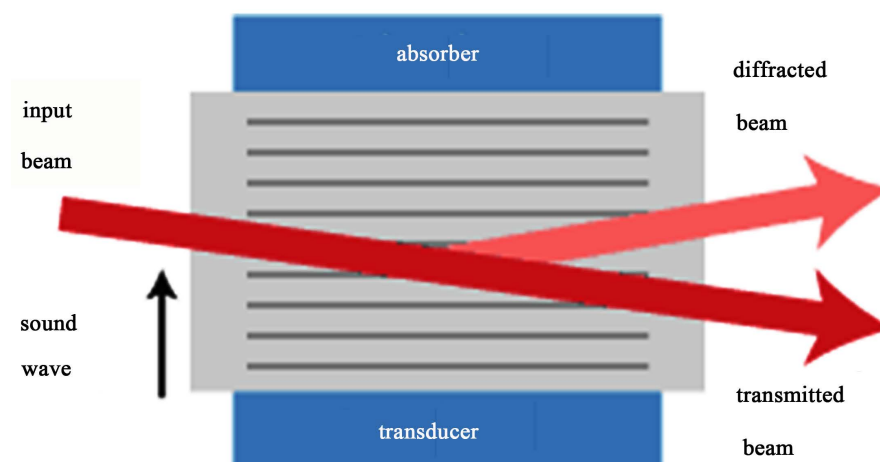 absorber
diffracted
beam
input
beam
sound
wave
transmitted
beam
transducer